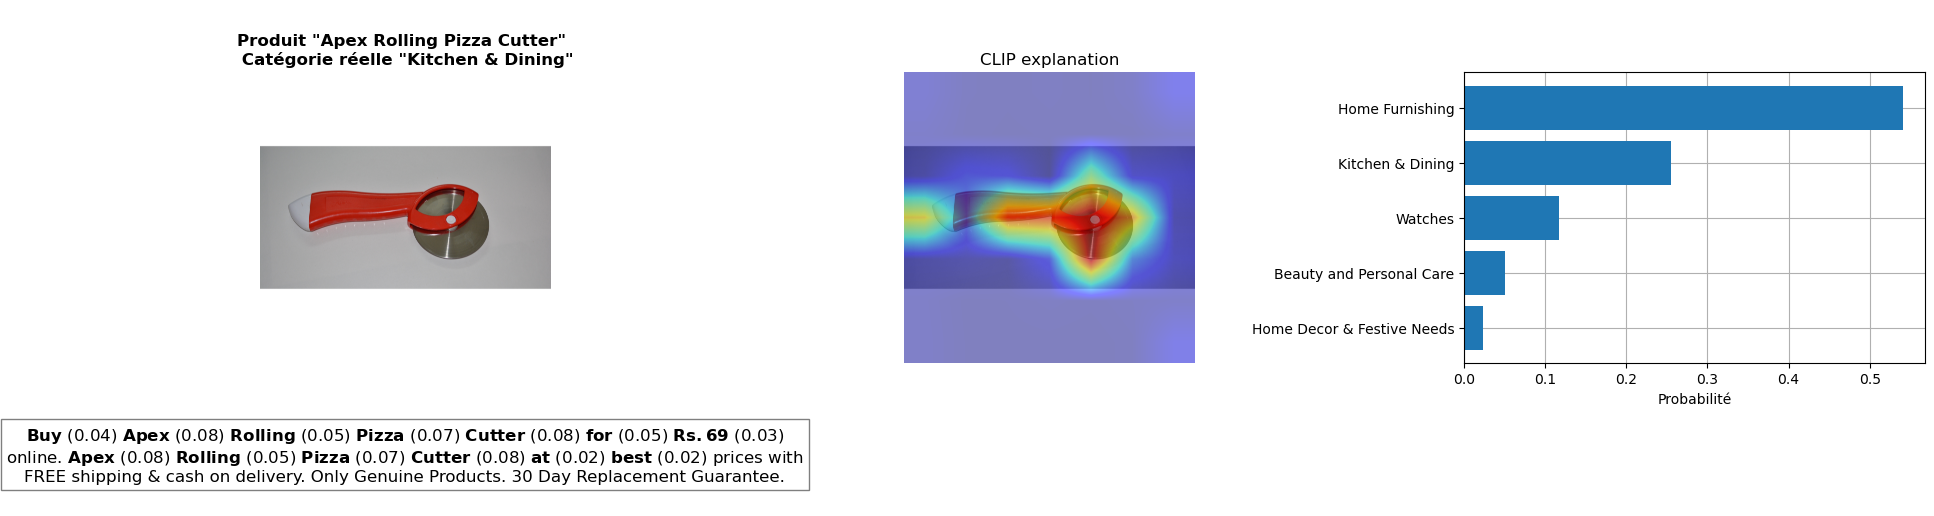 Produit "Apex Rolling Pizza Cutter"
Catégorie réelle "Kitchen & Dining"
CLIP explanation
Home Furnishing
Kitchen & Dining
Watches
Beauty and Personal Care
Home Decor & Festive Needs
0.0 0.1 0.2 0.3 0.4 0.5
Probabilité
Buy (0.04) Apex (0.08) Rolling (0.05) Pizza (0.07) Cutter (0.08) for (0.05) Rs. 69 (0.03)
online. Apex (0.08) Rolling (0.05) Pizza (0.07) Cutter (0.08) at (0.02) best (0.02) prices with
FREE shipping & cash on delivery. Only Genuine Products. 30 Day Replacement Guarantee.